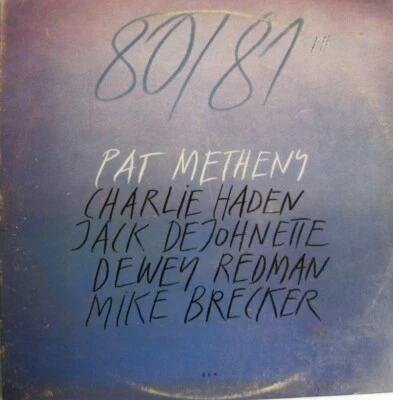 80/81
PAT METHENY
CHARLIE HADEN
JACK DEJOHNETTE
DEWEY REDMAN
MIKE BRECKER